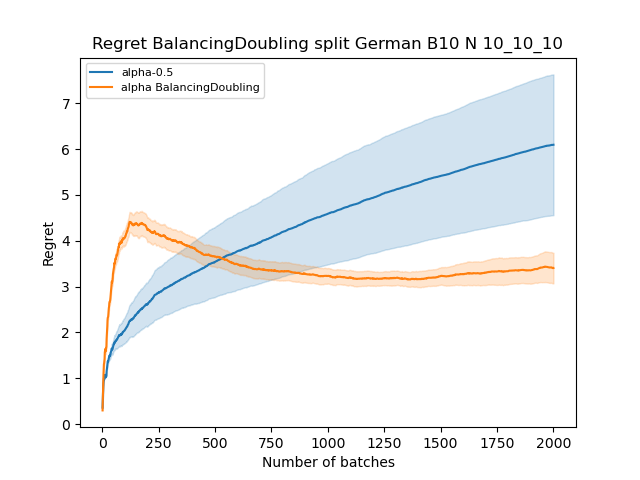 Regret BalancingDoubling split German B10 N 10_10_10
alpha-0.5
alpha BalancingDoubling
7
6
5
4
3
2
1
0
Regret
0 250 500 750 1000 1250 1500 1750 2000
Number of batches